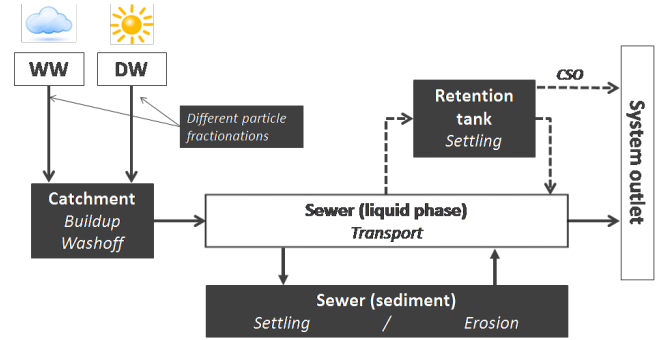 WW
DW
Different particle
fractionations
Catchment
Buildup
Washoff
Retention
tank
Settling
CSO
Sewer (liquid phase)
Transport
Sewer (sediment)
Settling / Erosion
System outlet